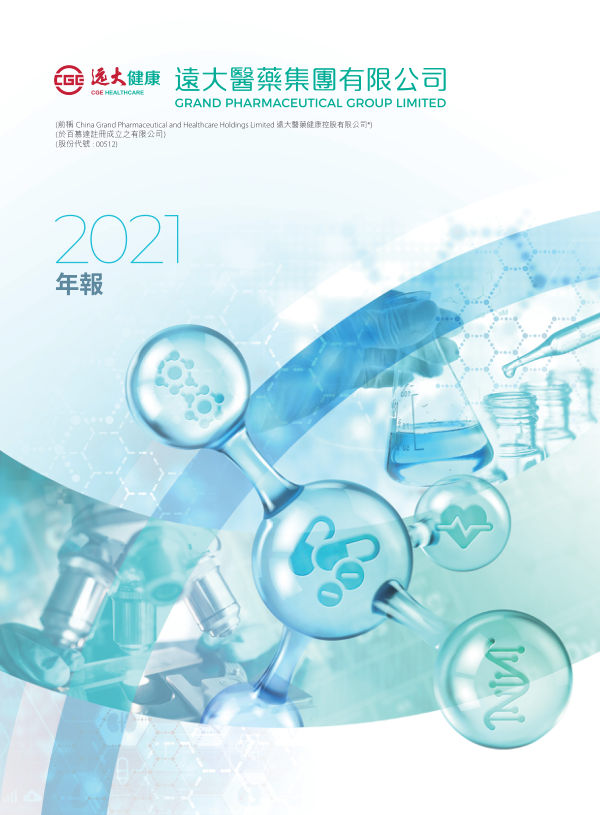 CGE 远大健康
CGE HEALTHCARE
遠大醫藥集團有限公司
GRAND PHARMACEUTICAL GROUP LIMITED
(前稱 China Grand Pharmaceutical and Healthcare Holdings Limited 遠大醫藥健康控股有限公司*)
(於百慕達註冊成立之有限公司)
(股份代號 : 00512)
2021
年報